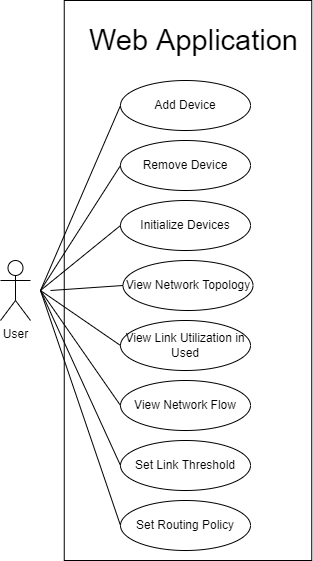 Web Application
Add Device
Remove Device
Initialize Devices
View Network Topology
User
View Link Utilization in
Used
View Network Flow
Set Link Threshold
Set Routing Policy